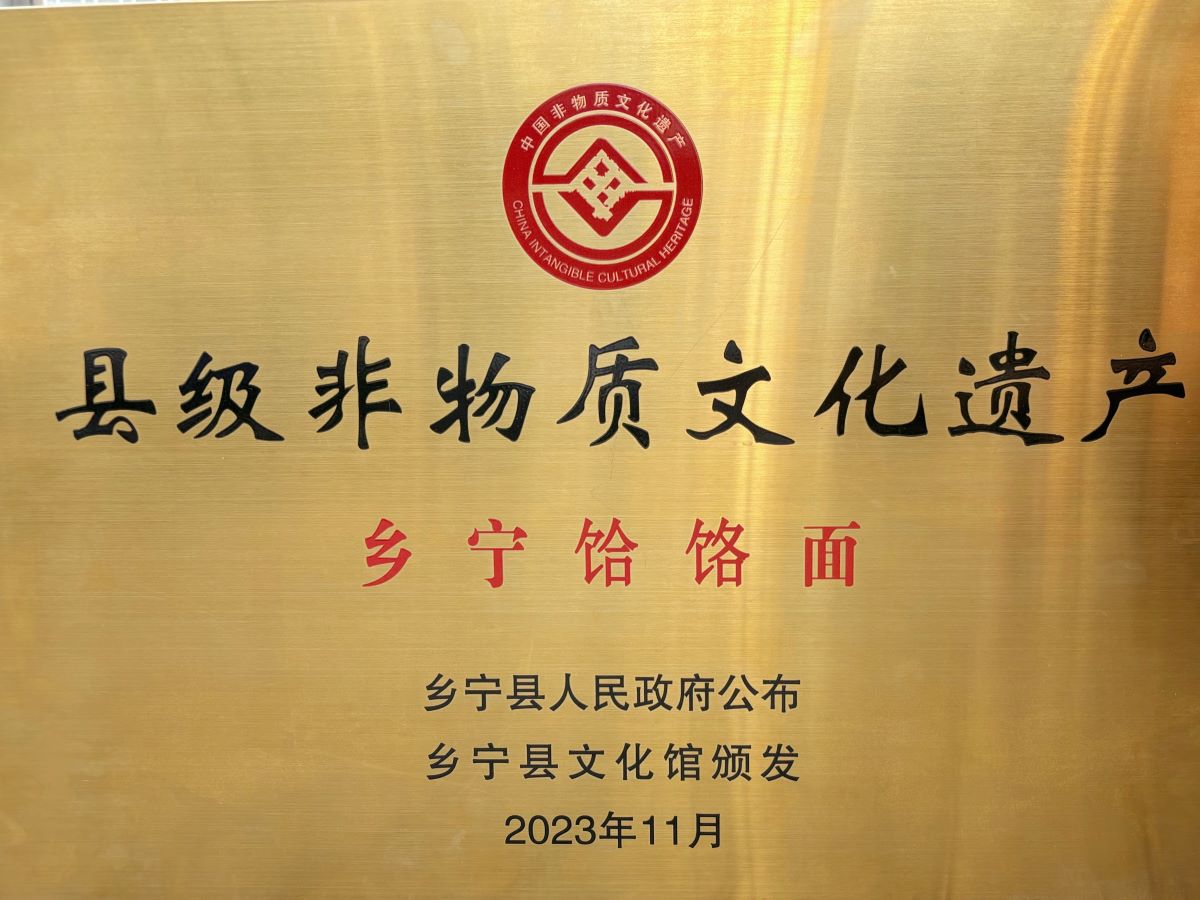 中国非物质文化遗产
CHINA INTANGIBLE CULTURAL HERITAGE
县级非物质文化遗产
乡宁饸饹面
乡宁县人民政府公布
乡宁县文化馆颁发
2023年11月